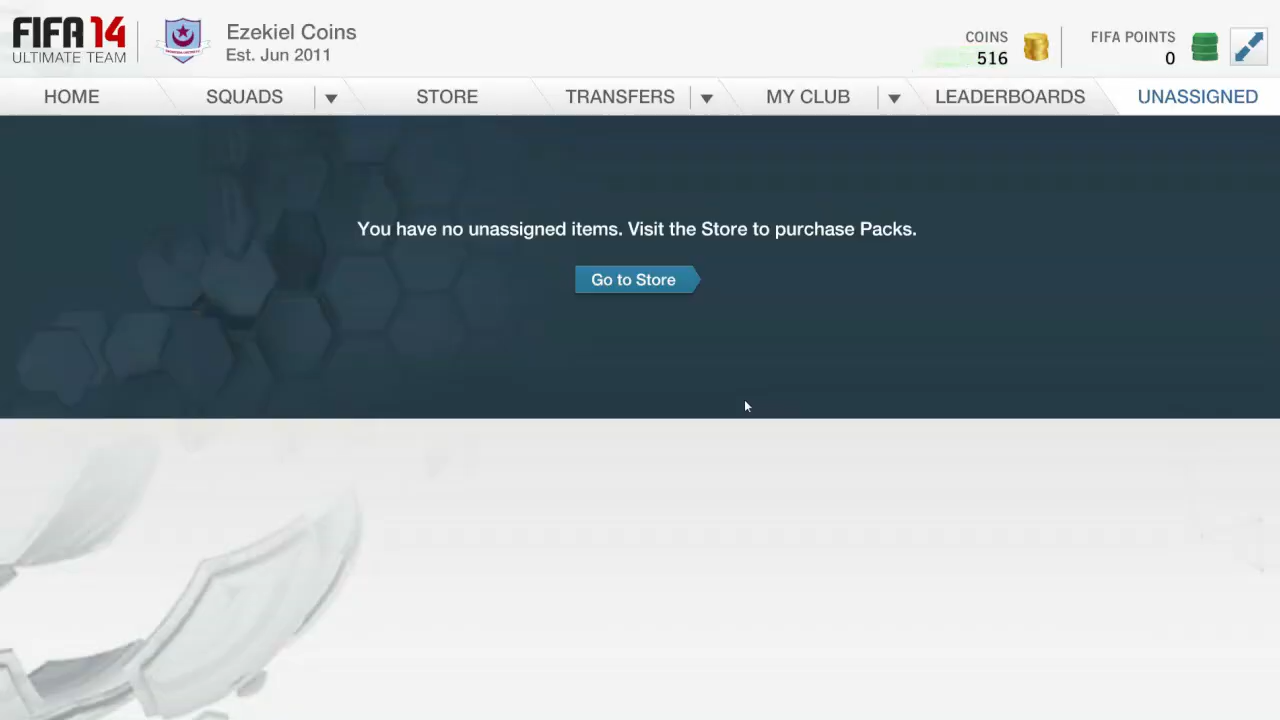 FIFA 14
ULTIMATE TEAM
Ezekiel Coins
Est. Jun 2011
COINS
516
FIFA POINTS
0
HOME
SQUADS
STORE
TRANSFERS
MY CLUB
LEADERBOARDS
UNASSIGNED
You have no unassigned items. Visit the Store to purchase Packs.
Go to Store